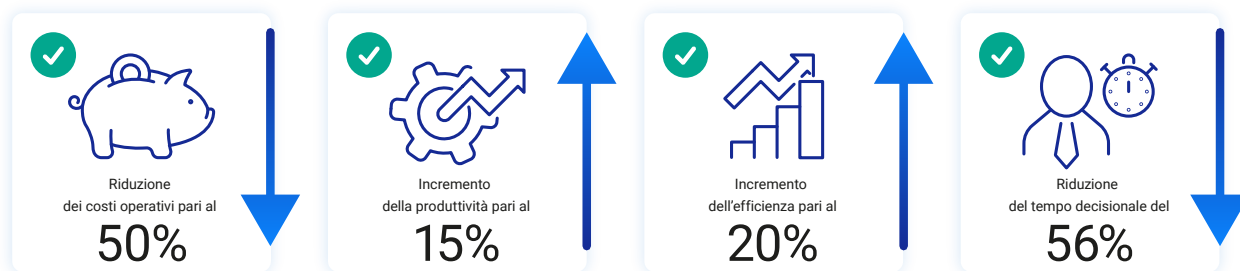 Riduzione
dei costi operativi pari al
50%
Incremento
della produttività pari al
15%
Incremento
dell’efficienza pari al
20%
Riduzione
del tempo decisionale del
56%